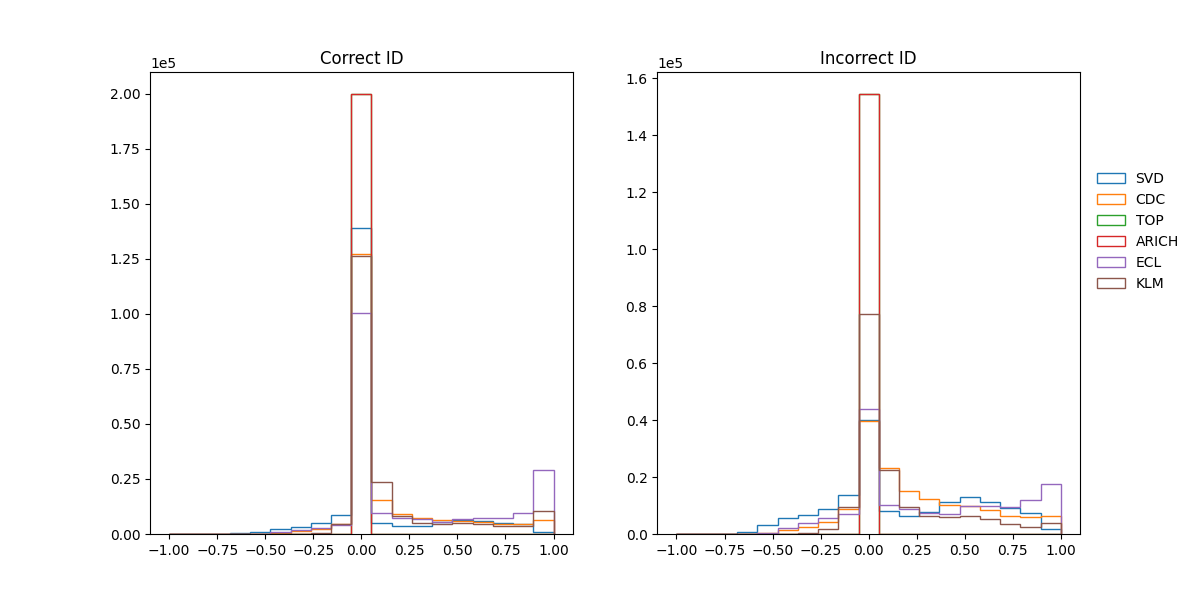 Correct ID
1e5
2.00
1.75
1.50
1.25
1.00
0.75
0.50
0.25
0.00
−1.00 −0.75 −0.50 −0.25 0.00 0.25 0.50 0.75 1.00
Incorrect ID
1e5
1.6
1.4
1.2
1.0
0.8
0.6
0.4
0.2
0.0
−1.00 −0.75 −0.50 −0.25 0.00 0.25 0.50 0.75 1.00
SVD
CDC
TOP
ARICH
ECL
KLM